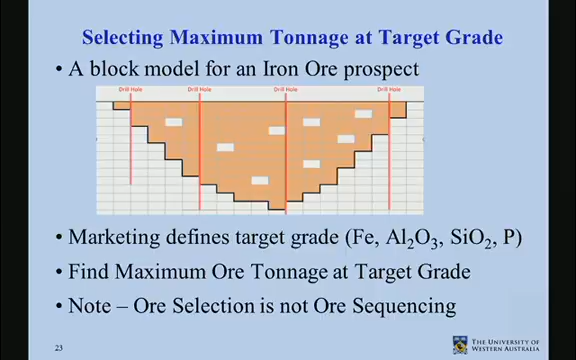 Selecting Maximum Tonnage at Target Grade
• A block model for an Iron Ore prospect
Drill Hole Drill Hole Drill Hole Drill Hole
• Marketing defines target grade (Fe, Al₂O₃, SiO₂, P)
• Find Maximum Ore Tonnage at Target Grade
• Note – Ore Selection is not Ore Sequencing
23
THE UNIVERSITY OF
WESTERN AUSTRALIA